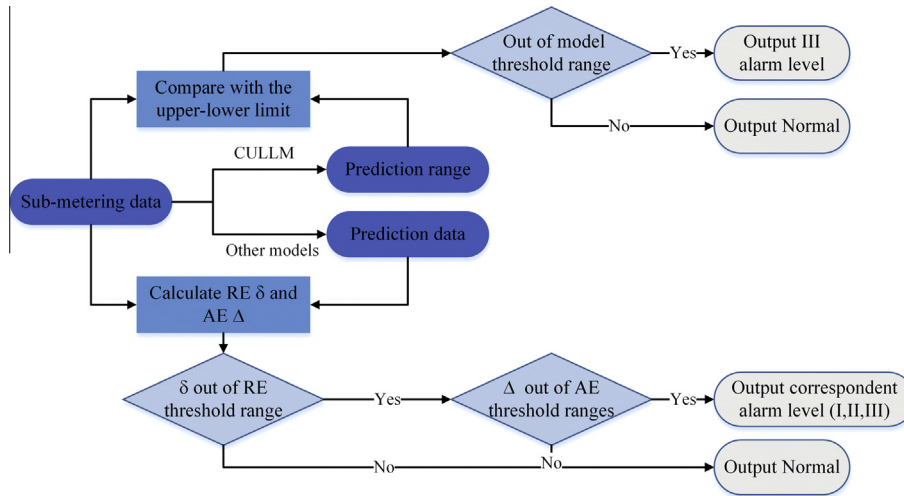 Out of model
threshold range
Yes
Output III
alarm level
Compare with the
upper-lower limit
No
Output Normal
CULLM
Prediction range
Sub-metering data
Prediction data
Other models
Calculate RE δ and
AE Δ
δ out of RE
threshold range
Yes
Δ out of AE
threshold ranges
Yes
Output correspondent
alarm level (I,II,III)
No
No
Output Normal